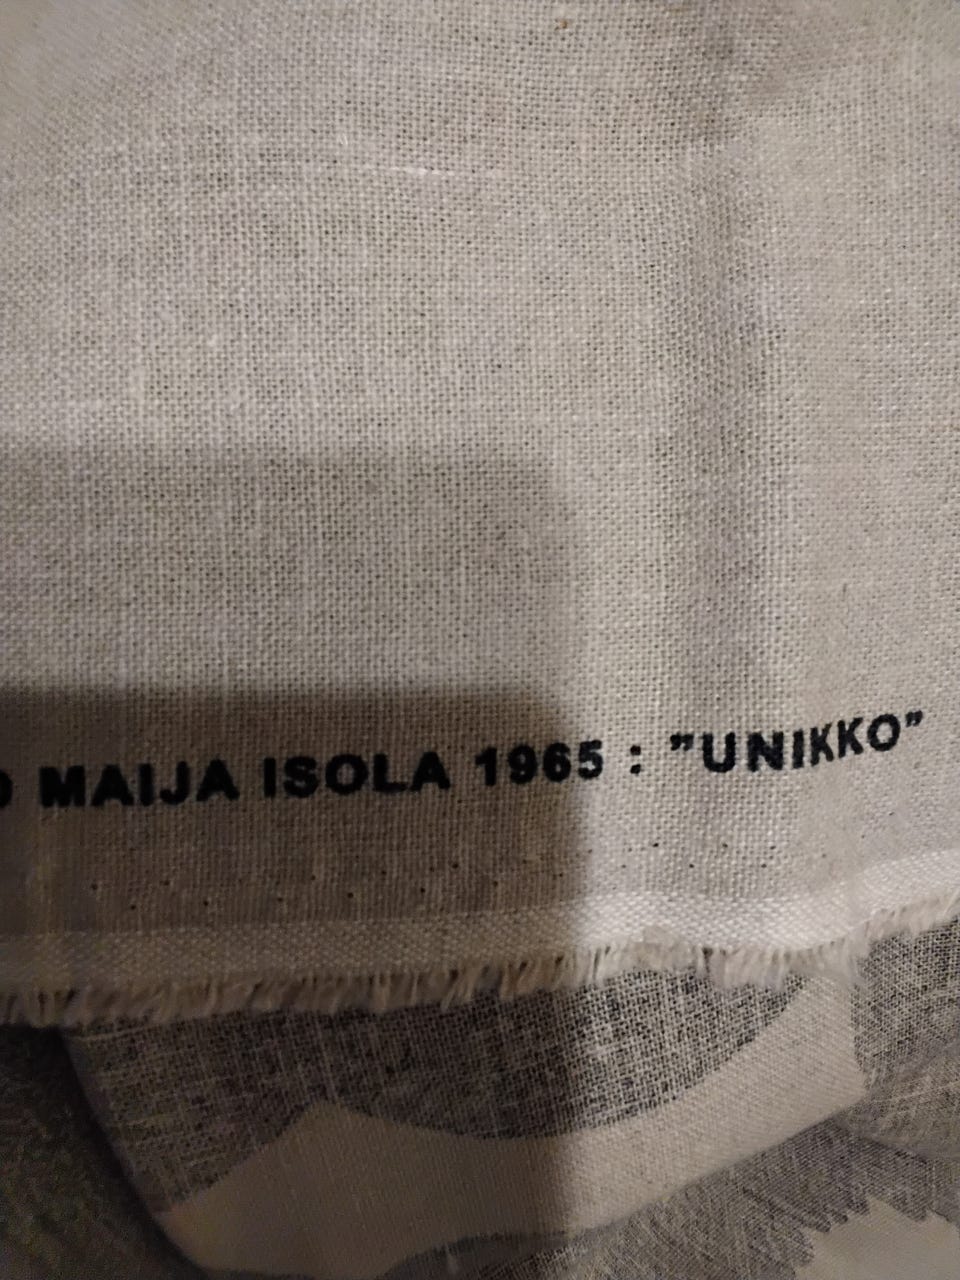 MAIJA ISOLA 1965 : "UNIKKO"